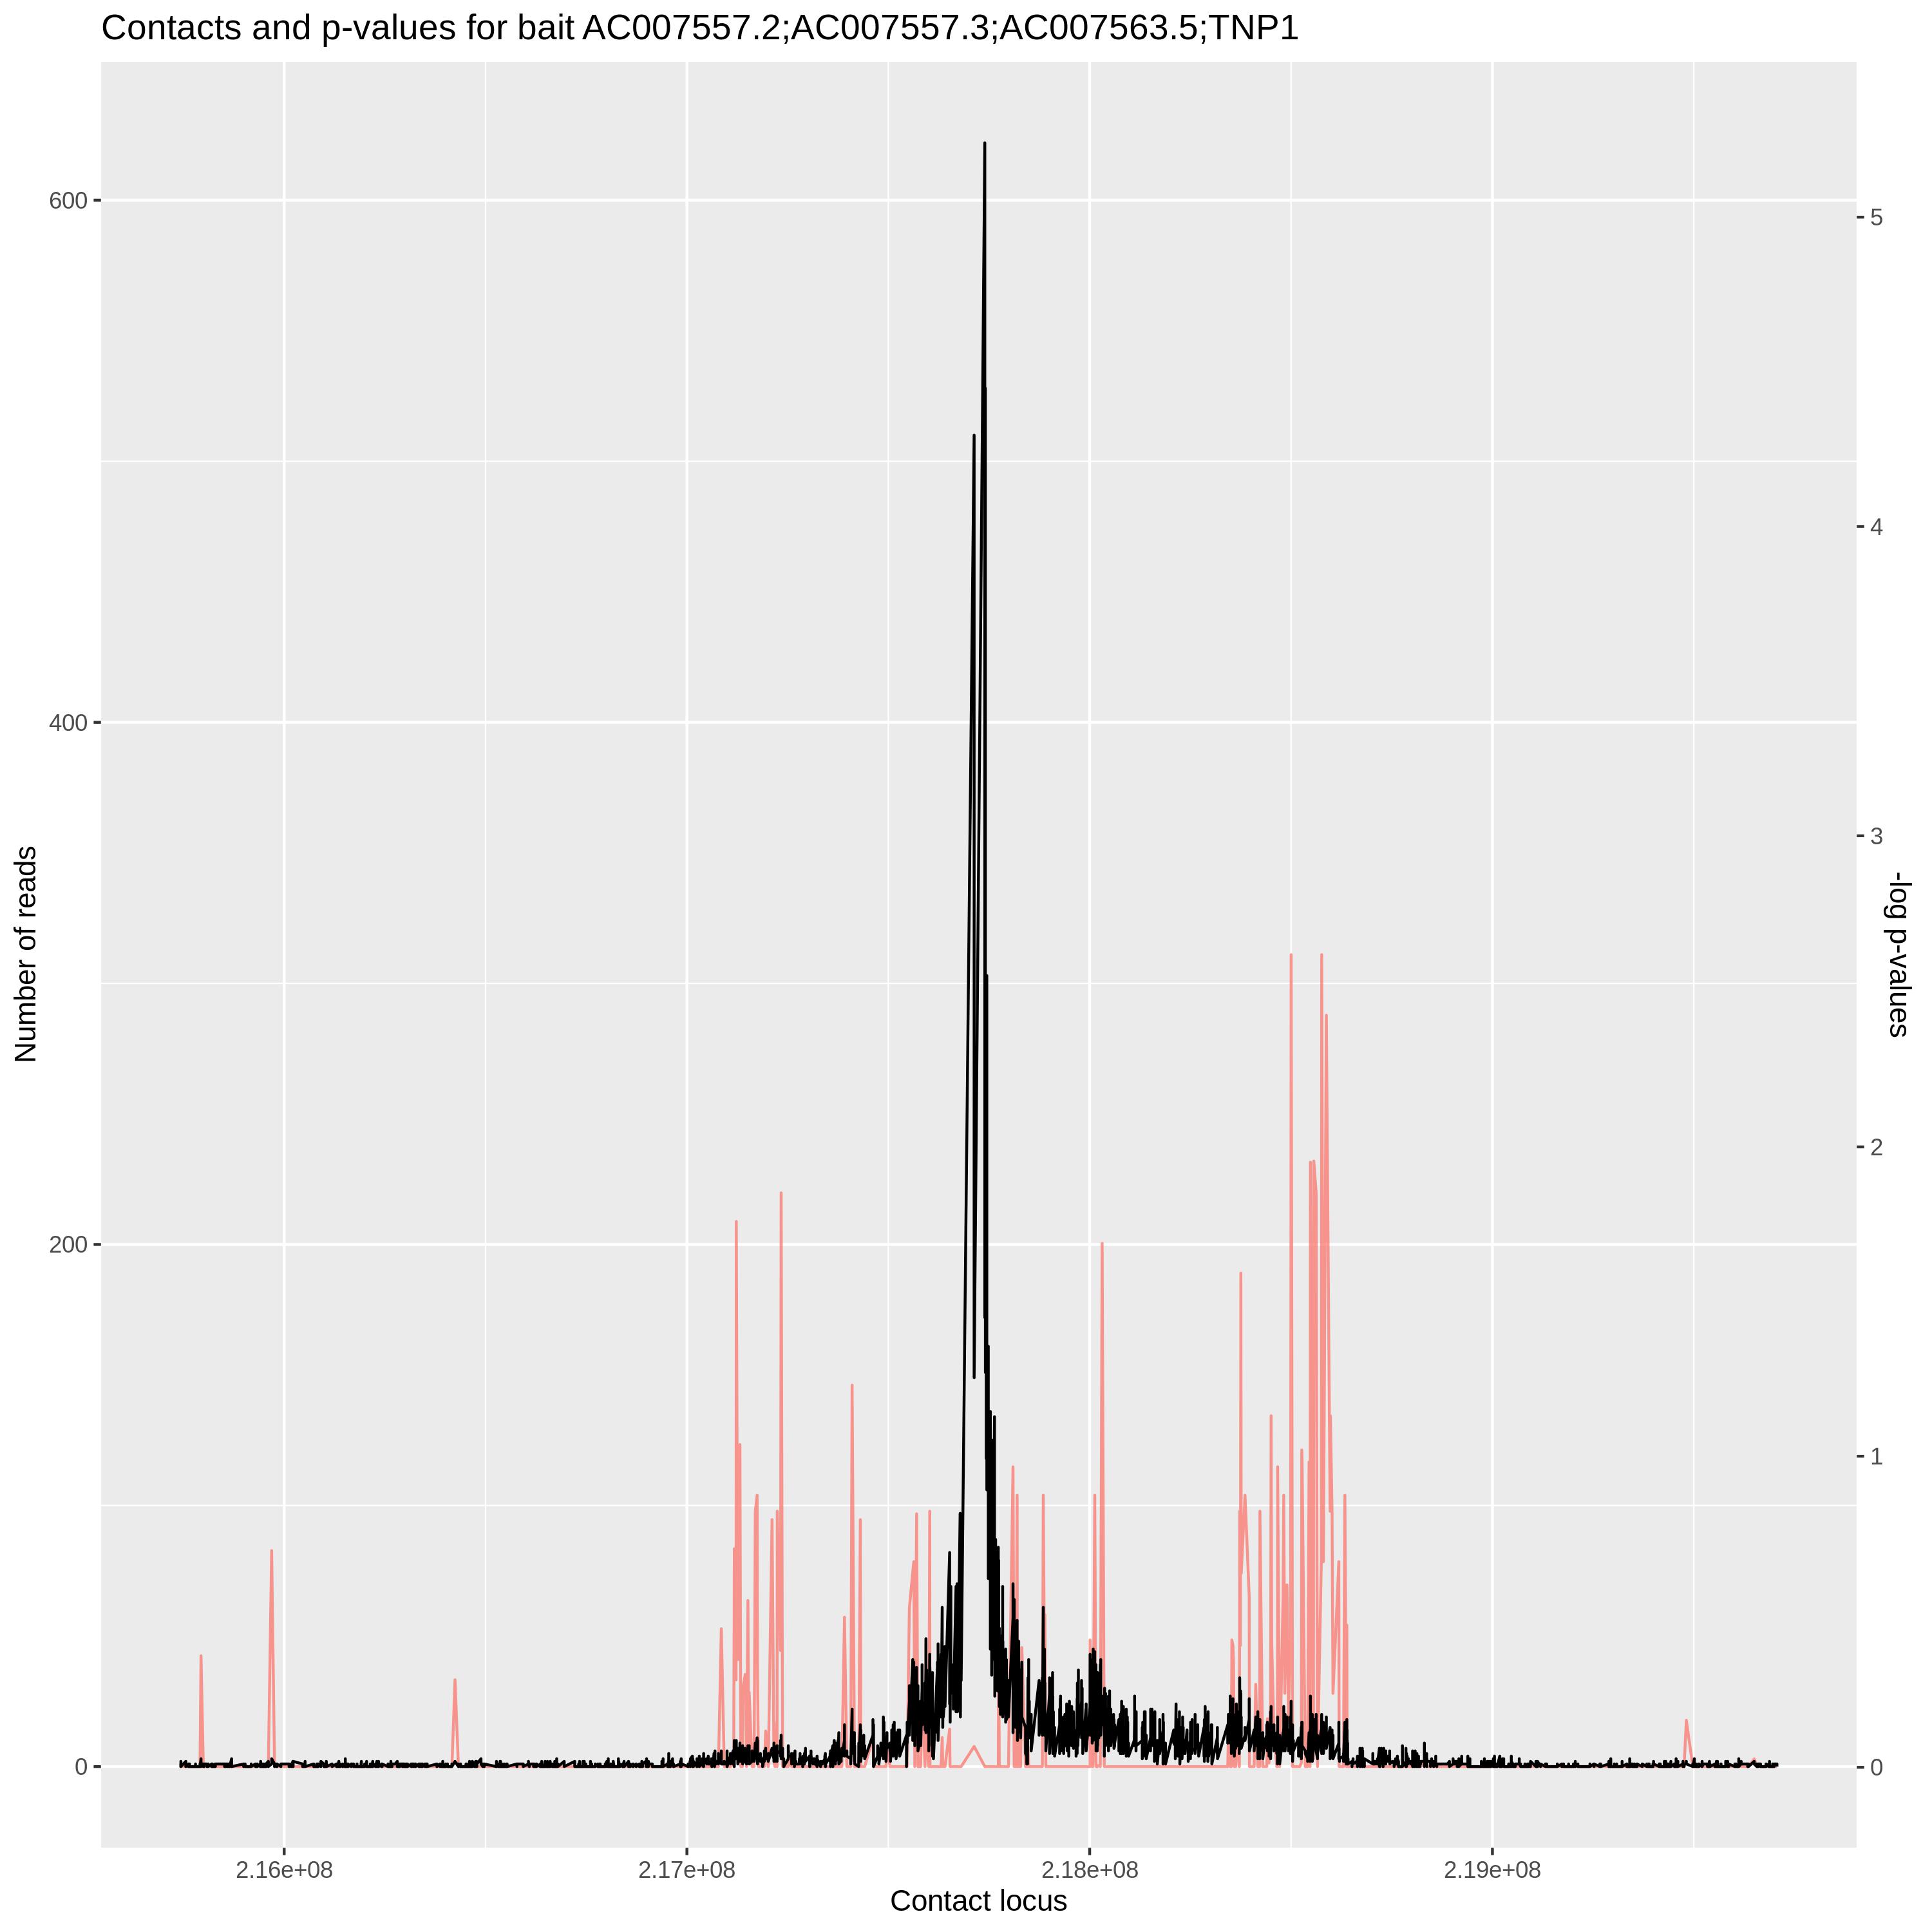 Contacts and p-values for bait AC007557.2;AC007557.3;AC007563.5;TNP1
600
400
200
0
Number of reads
5
4
3
2
1
0
-log p-values
2.16e+08
2.17e+08
2.18e+08
2.19e+08
Contact locus